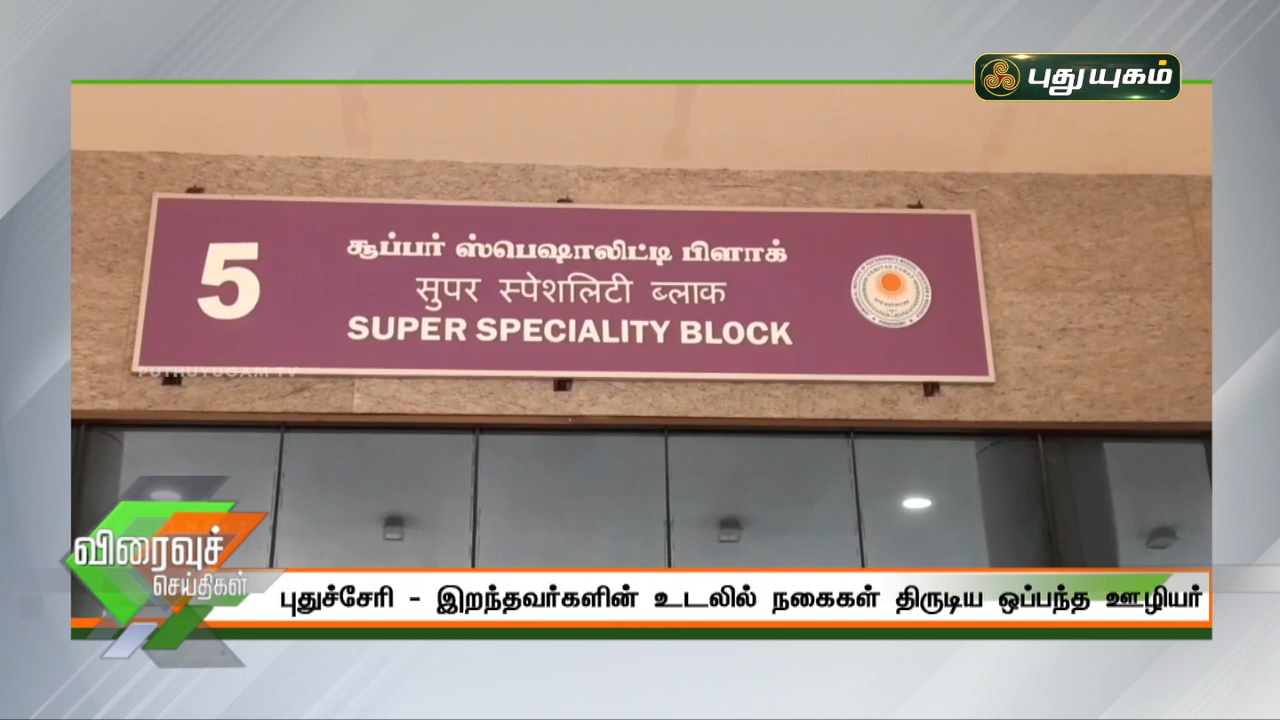 புதுயுகம்
5
சூப்பர் ஸ்பெஷாலிட்டி பிளாக்
सुपर स्पेशलिटी ब्लाक
SUPER SPECIALITY BLOCK
PUTHUYUGAM TV
விரைவுச்
செய்திகள்
புதுச்சேரி - இறந்தவர்களின் உடலில் நகைகள் திருடிய ஒப்பந்த ஊழியர்